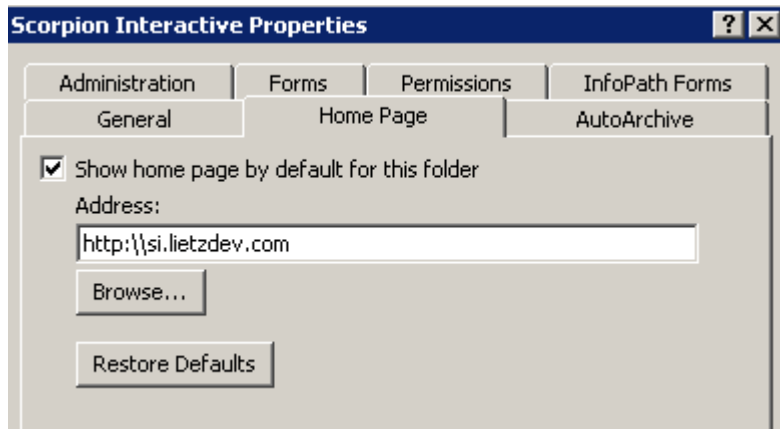 Scorpion Interactive Properties
Administration Forms Permissions InfoPath Forms
General Home Page AutoArchive
Show home page by default for this folder
Address:
http:\\si.lietzdev.com
Browse...
Restore Defaults